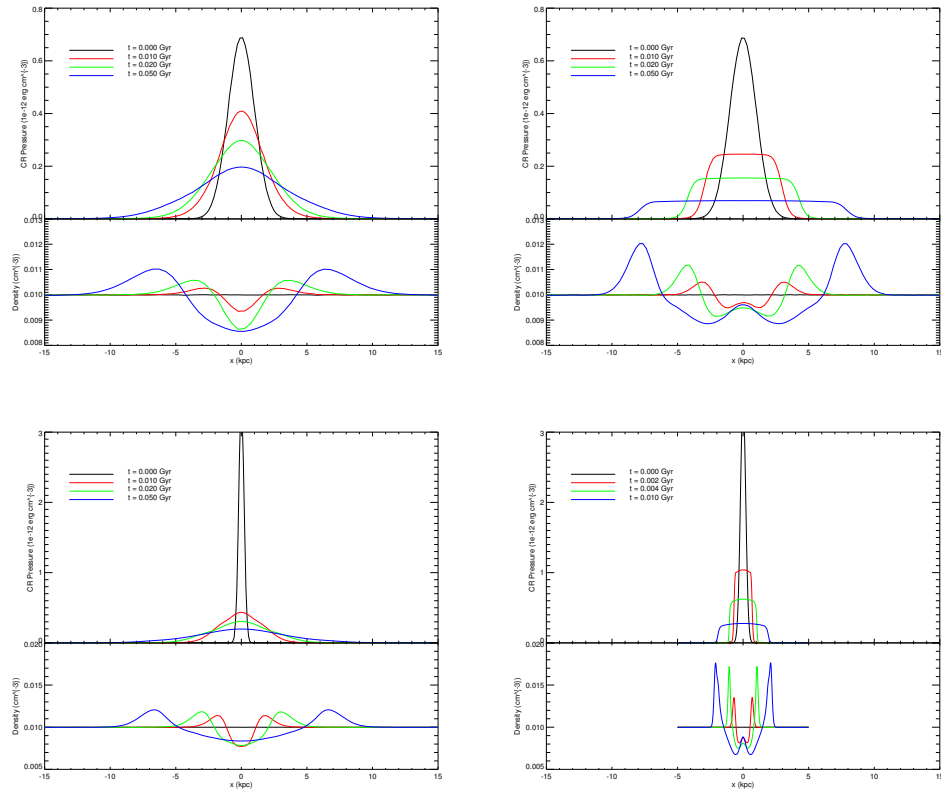 CR Pressure (1e-12 erg cm^{-3})
0.8
0.6
0.4
0.2
0.0
t = 0.000 Gyr
t = 0.010 Gyr
t = 0.020 Gyr
t = 0.050 Gyr
Density (cm^{-3})
0.013
0.012
0.011
0.010
0.009
0.008
-15 -10 -5 0 5 10 15
x (kpc)
CR Pressure (1e-12 erg cm^{-3})
0.8
0.6
0.4
0.2
0.0
t = 0.000 Gyr
t = 0.010 Gyr
t = 0.020 Gyr
t = 0.050 Gyr
Density (cm^{-3})
0.013
0.012
0.011
0.010
0.009
0.008
-15 -10 -5 0 5 10 15
x (kpc)
CR Pressure (1e-12 erg cm^{-3})
3
2
1
0
t = 0.000 Gyr
t = 0.010 Gyr
t = 0.020 Gyr
t = 0.050 Gyr
Density (cm^{-3})
0.020
0.015
0.010
0.005
-15 -10 -5 0 5 10 15
x (kpc)
CR Pressure (1e-12 erg cm^{-3})
3
2
1
0
t = 0.000 Gyr
t = 0.002 Gyr
t = 0.004 Gyr
t = 0.010 Gyr
Density (cm^{-3})
0.020
0.015
0.010
0.005
-15 -10 -5 0 5 10 15
x (kpc)